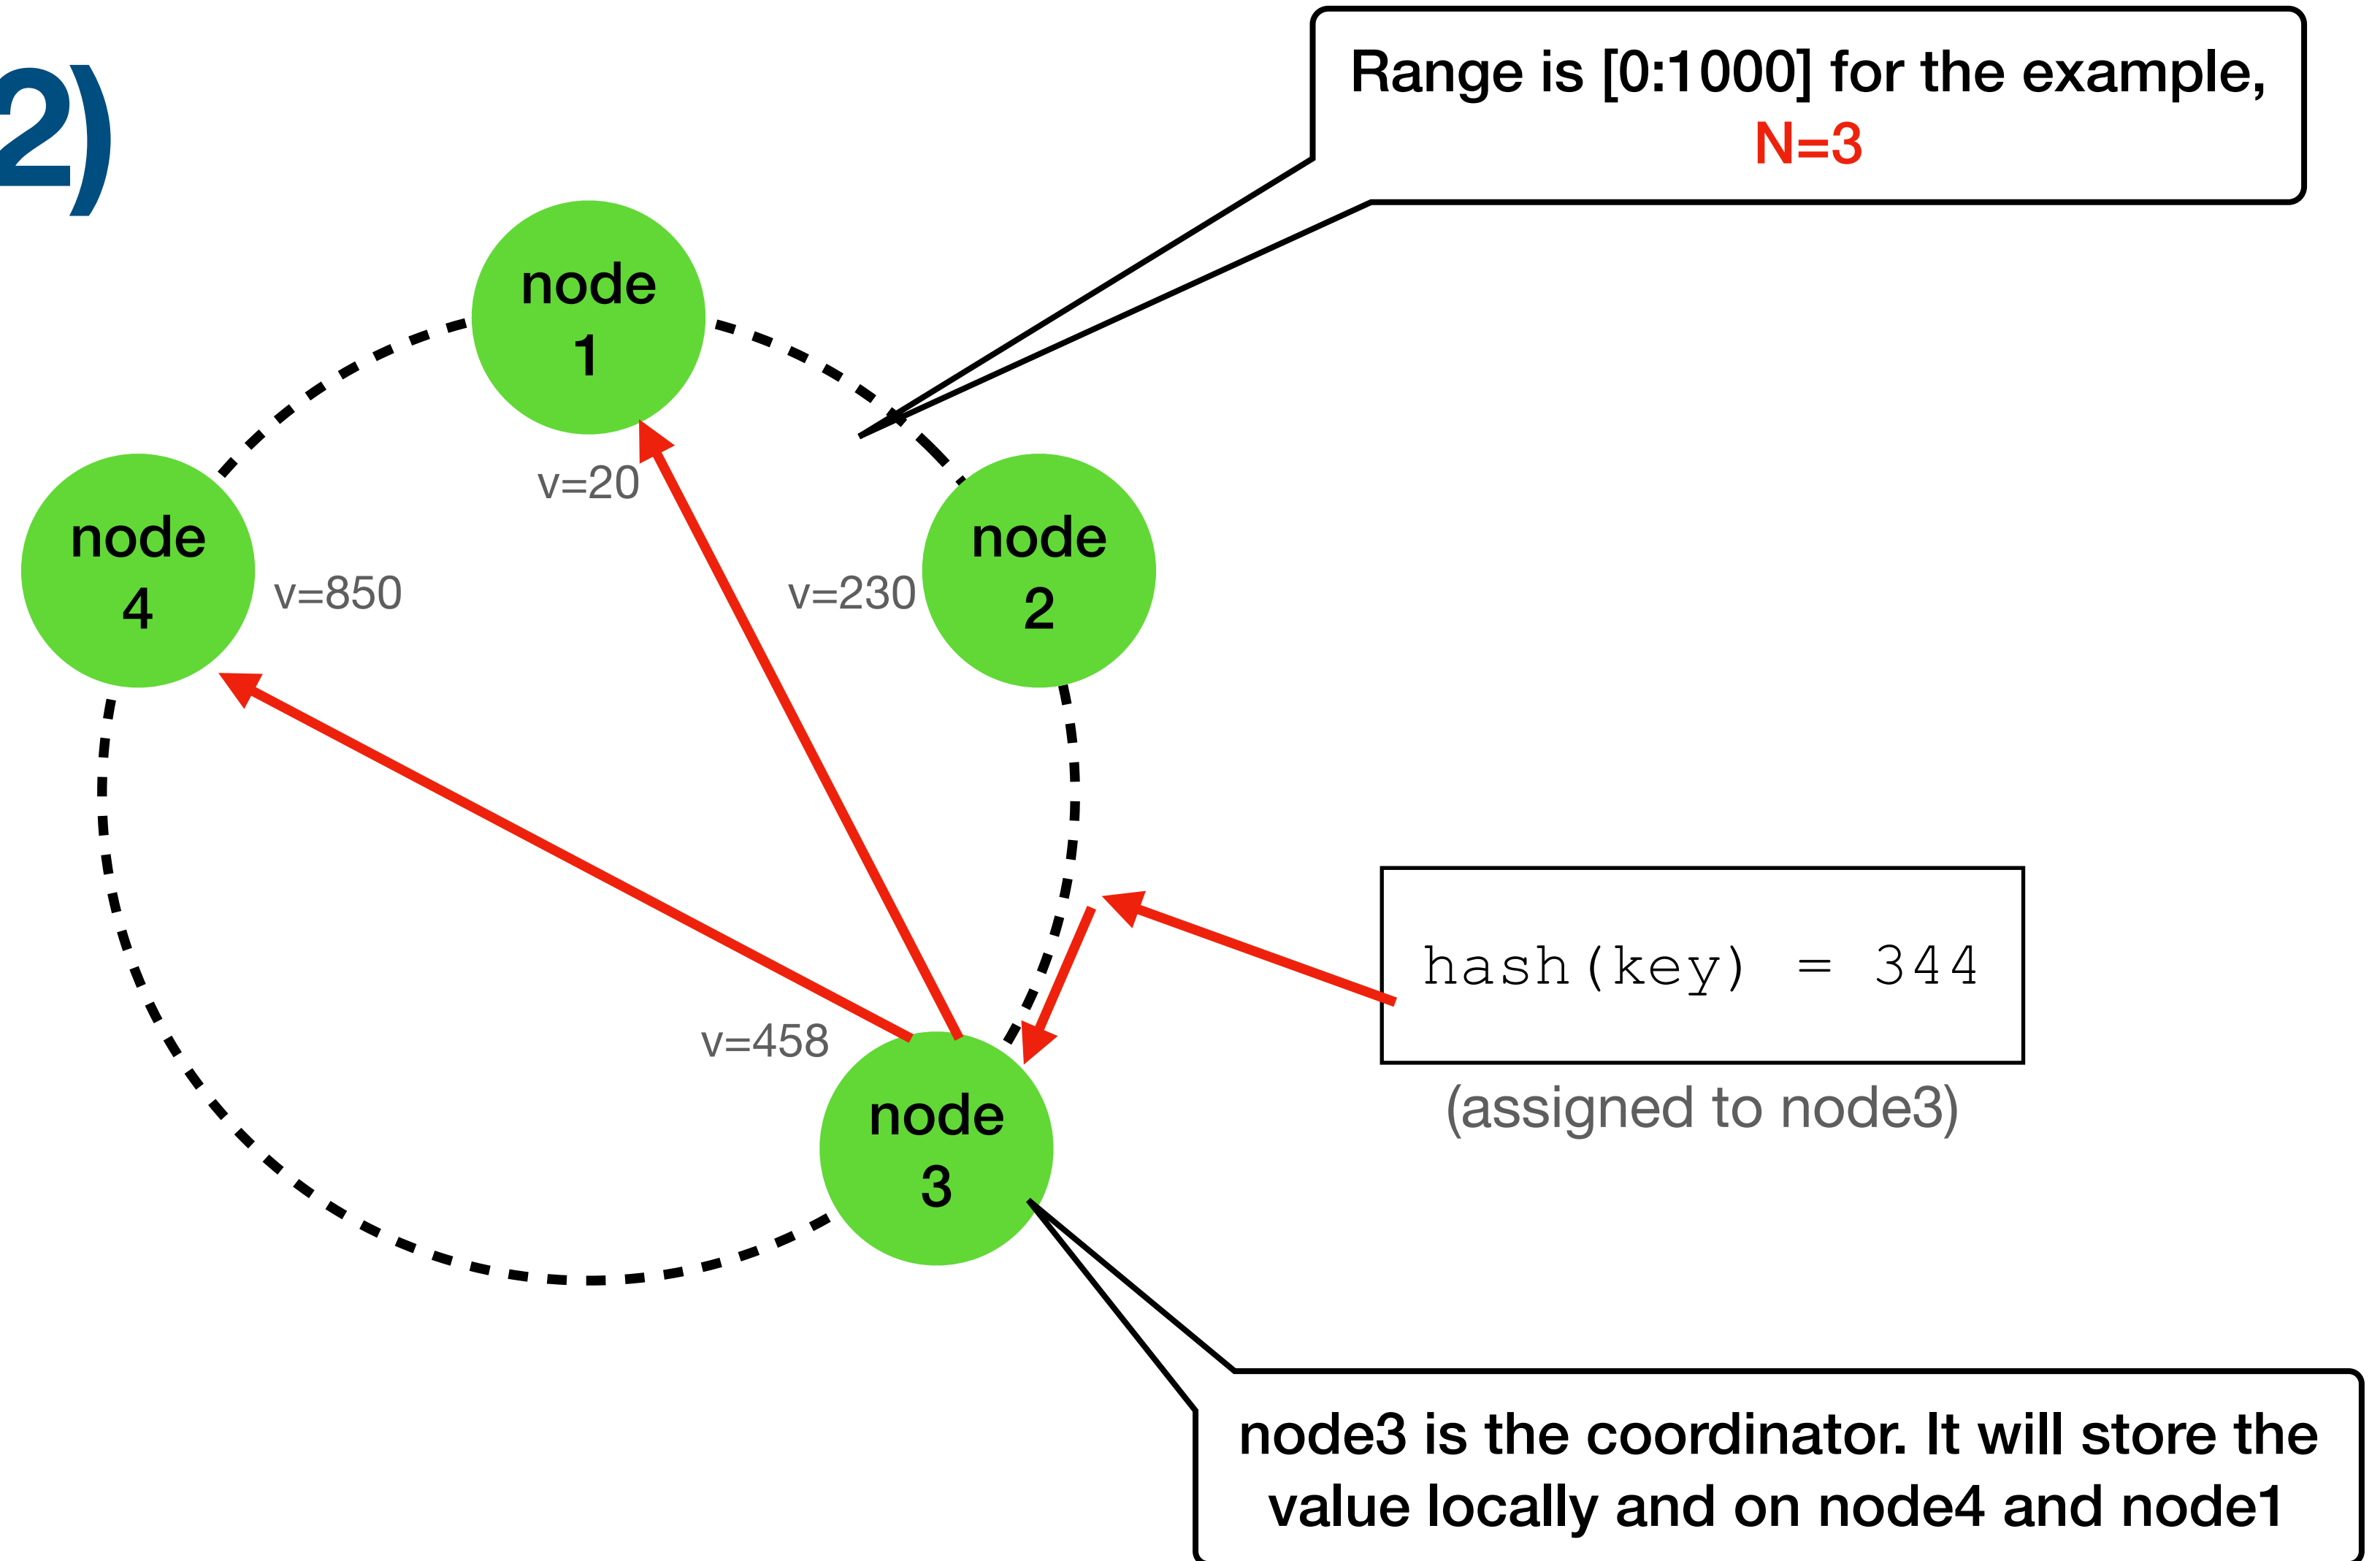 2)
Range is [0:1000] for the example,
N=3
node
1
v=20
node
4
v=850
v=230
node
2
hash(key) = 344
(assigned to node3)
v=458
node
3
node3 is the coordinator. It will store the
value locally and on node4 and node1